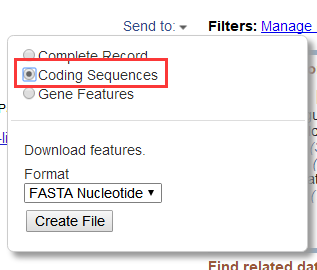 Send to:
Filters: Manage
Complete Record
Coding Sequences
Gene Features
Download features.
Format
FASTA Nucleotide
Create File
Find related dat